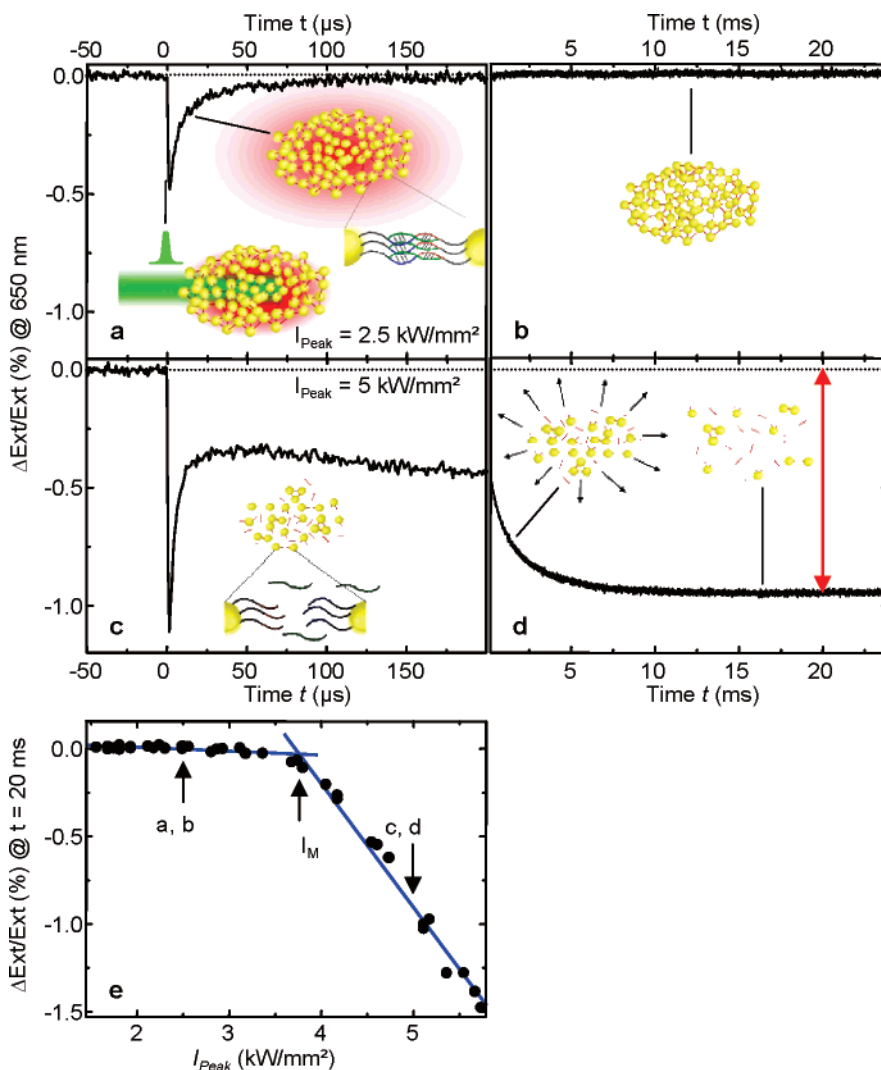 Time t (µs)
Time t (ms)
-50 0 50 100 150
5 10 15 20
0.0
-0.5
-1.0
a
I_Peak = 2.5 kW/mm²
b
ΔExt/Ext (%) @ 650 nm
0.0
-0.5
-1.0
I_Peak = 5 kW/mm²
c
d
-50 0 50 100 150
5 10 15 20
Time t (µs)
Time t (ms)
ΔExt/Ext (%) @ t = 20 ms
0.0
-0.5
-1.0
-1.5
a, b
I_M
c, d
e
2 3 4 5
I_Peak (kW/mm²)